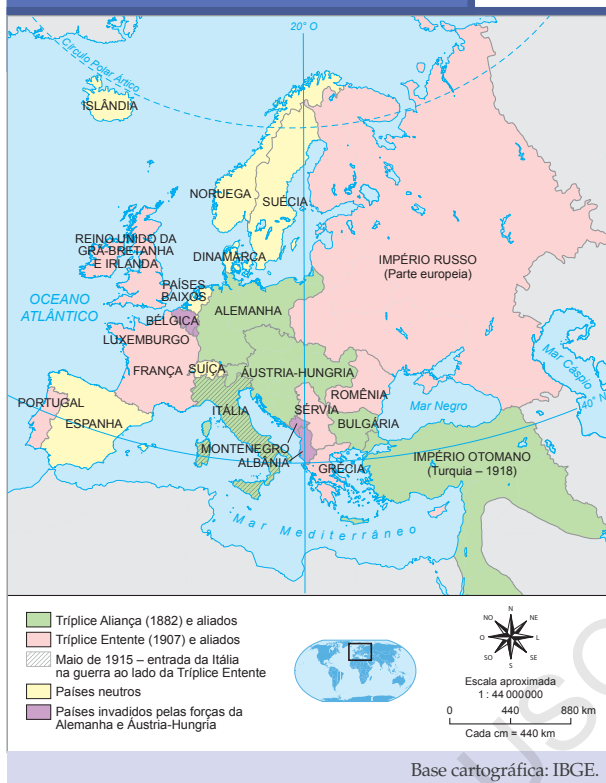 20° O
Círculo Polar Ártico
ISLÂNDIA
NORUEGA
SUÉCIA
REINO UNIDO DA
GRÃ-BRETANHA
E IRLANDA
DINAMARCA
IMPÉRIO RUSSO
(Parte europeia)
PAÍSES
BAIXOS
OCEANO
ATLÂNTICO
ALEMANHA
BÉLGICA
LUXEMBURGO
Mar Cáspio
FRANÇA
SUÍÇA
ÁUSTRIA-HUNGRIA
ROMÊNIA
PORTUGAL
ESPANHA
ITÁLIA
SÉRVIA
Mar Negro
40° N
BULGÁRIA
MONTENEGRO
ALBÂNIA
IMPÉRIO OTOMANO
(Turquia – 1918)
GRÉCIA
Mar Mediterrâneo
Tríplice Aliança (1882) e aliados
Tríplice Entente (1907) e aliados
Maio de 1915 – entrada da Itália
na guerra ao lado da Tríplice Entente
Países neutros
Países invadidos pelas forças da
Alemanha e Áustria-Hungria
N
NO NE
O L
SO SE
S
Escala aproximada
1 : 44 000 000
0 440 880 km
Cada cm = 440 km
Base cartográfica: IBGE.